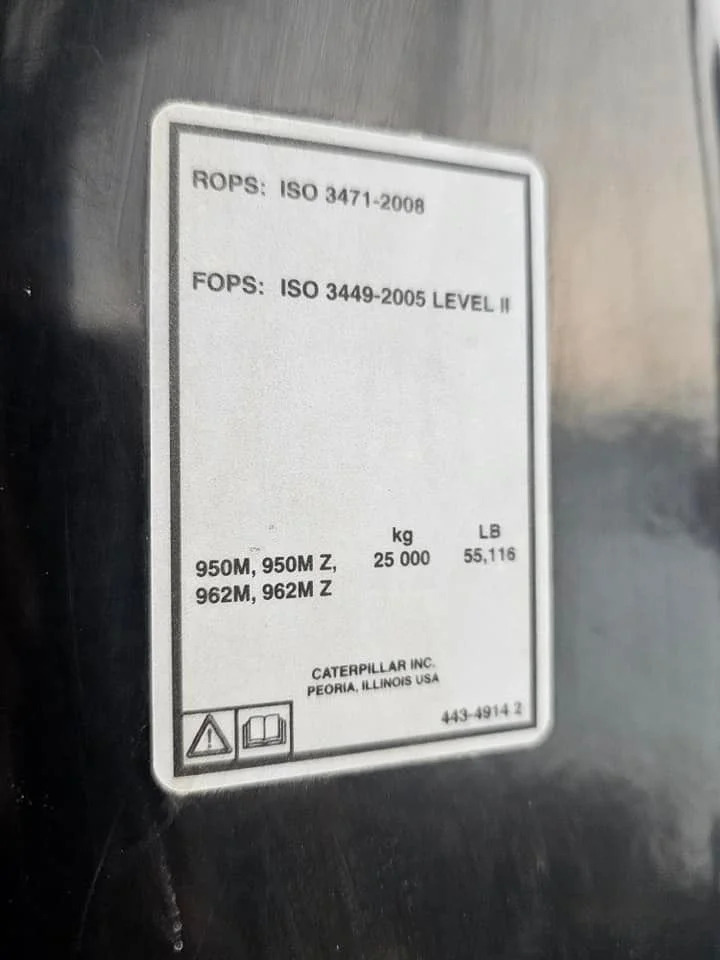 ROPS: ISO 3471-2008
FOPS: ISO 3449-2005 LEVEL II
kg LB
950M, 950M Z, 25 000 55,116
962M, 962M Z
CATERPILLAR INC.
PEORIA, ILLINOIS USA
443-4914 2